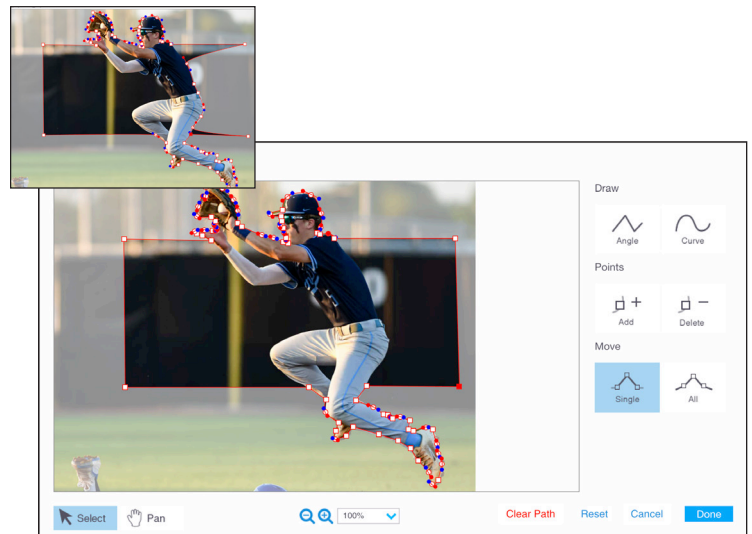 Draw
Angle
Curve
Points
Add
Delete
Move
Single
All
Select
Pan
100%
Clear Path
Reset
Cancel
Done